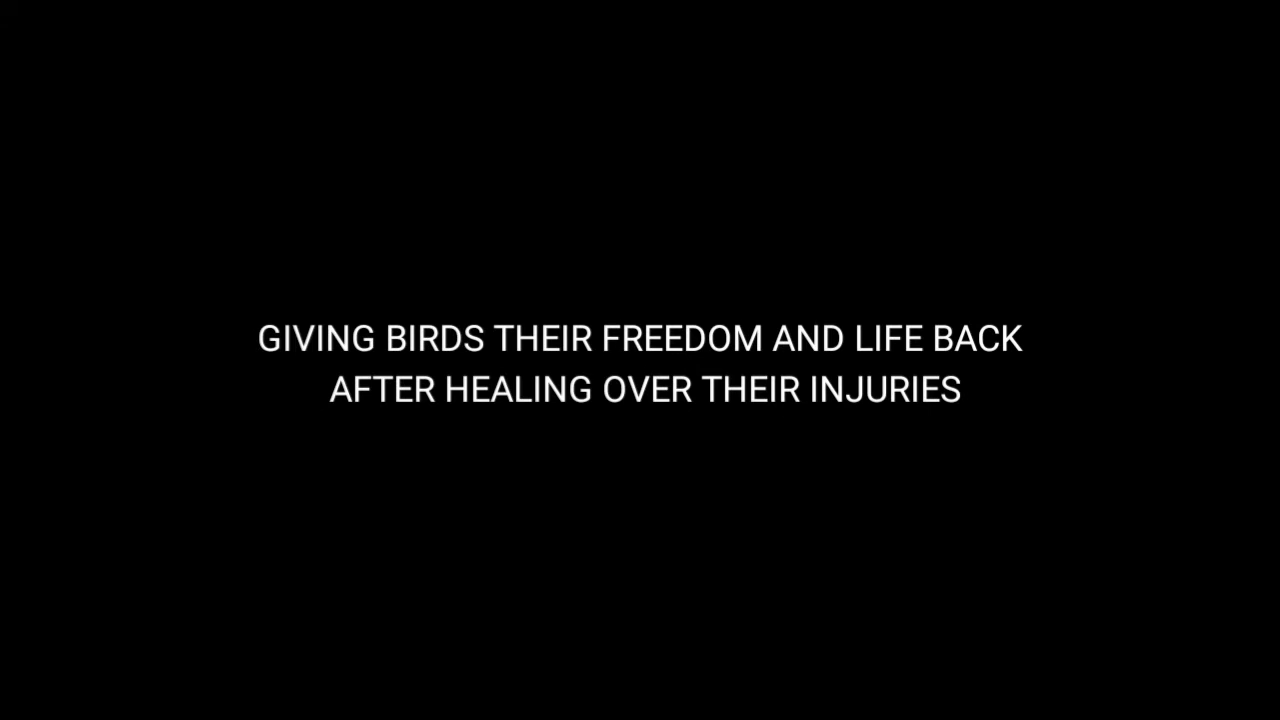 GIVING BIRDS THEIR FREEDOM AND LIFE BACK
AFTER HEALING OVER THEIR INJURIES